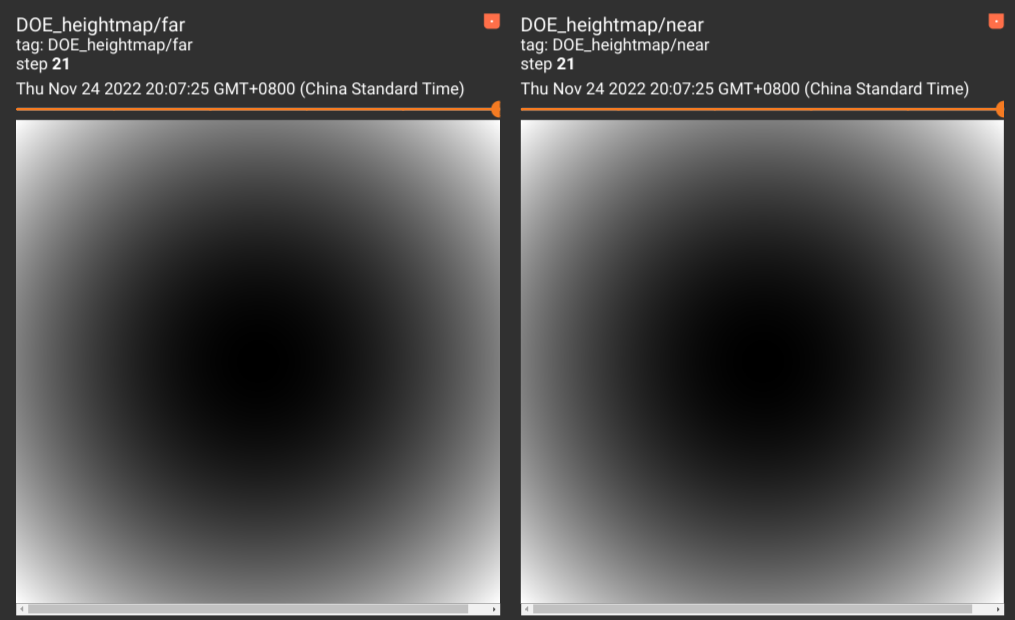 DOE_heightmap/far
tag: DOE_heightmap/far
step 21
Thu Nov 24 2022 20:07:25 GMT+0800 (China Standard Time)
DOE_heightmap/near
tag: DOE_heightmap/near
step 21
Thu Nov 24 2022 20:07:25 GMT+0800 (China Standard Time)